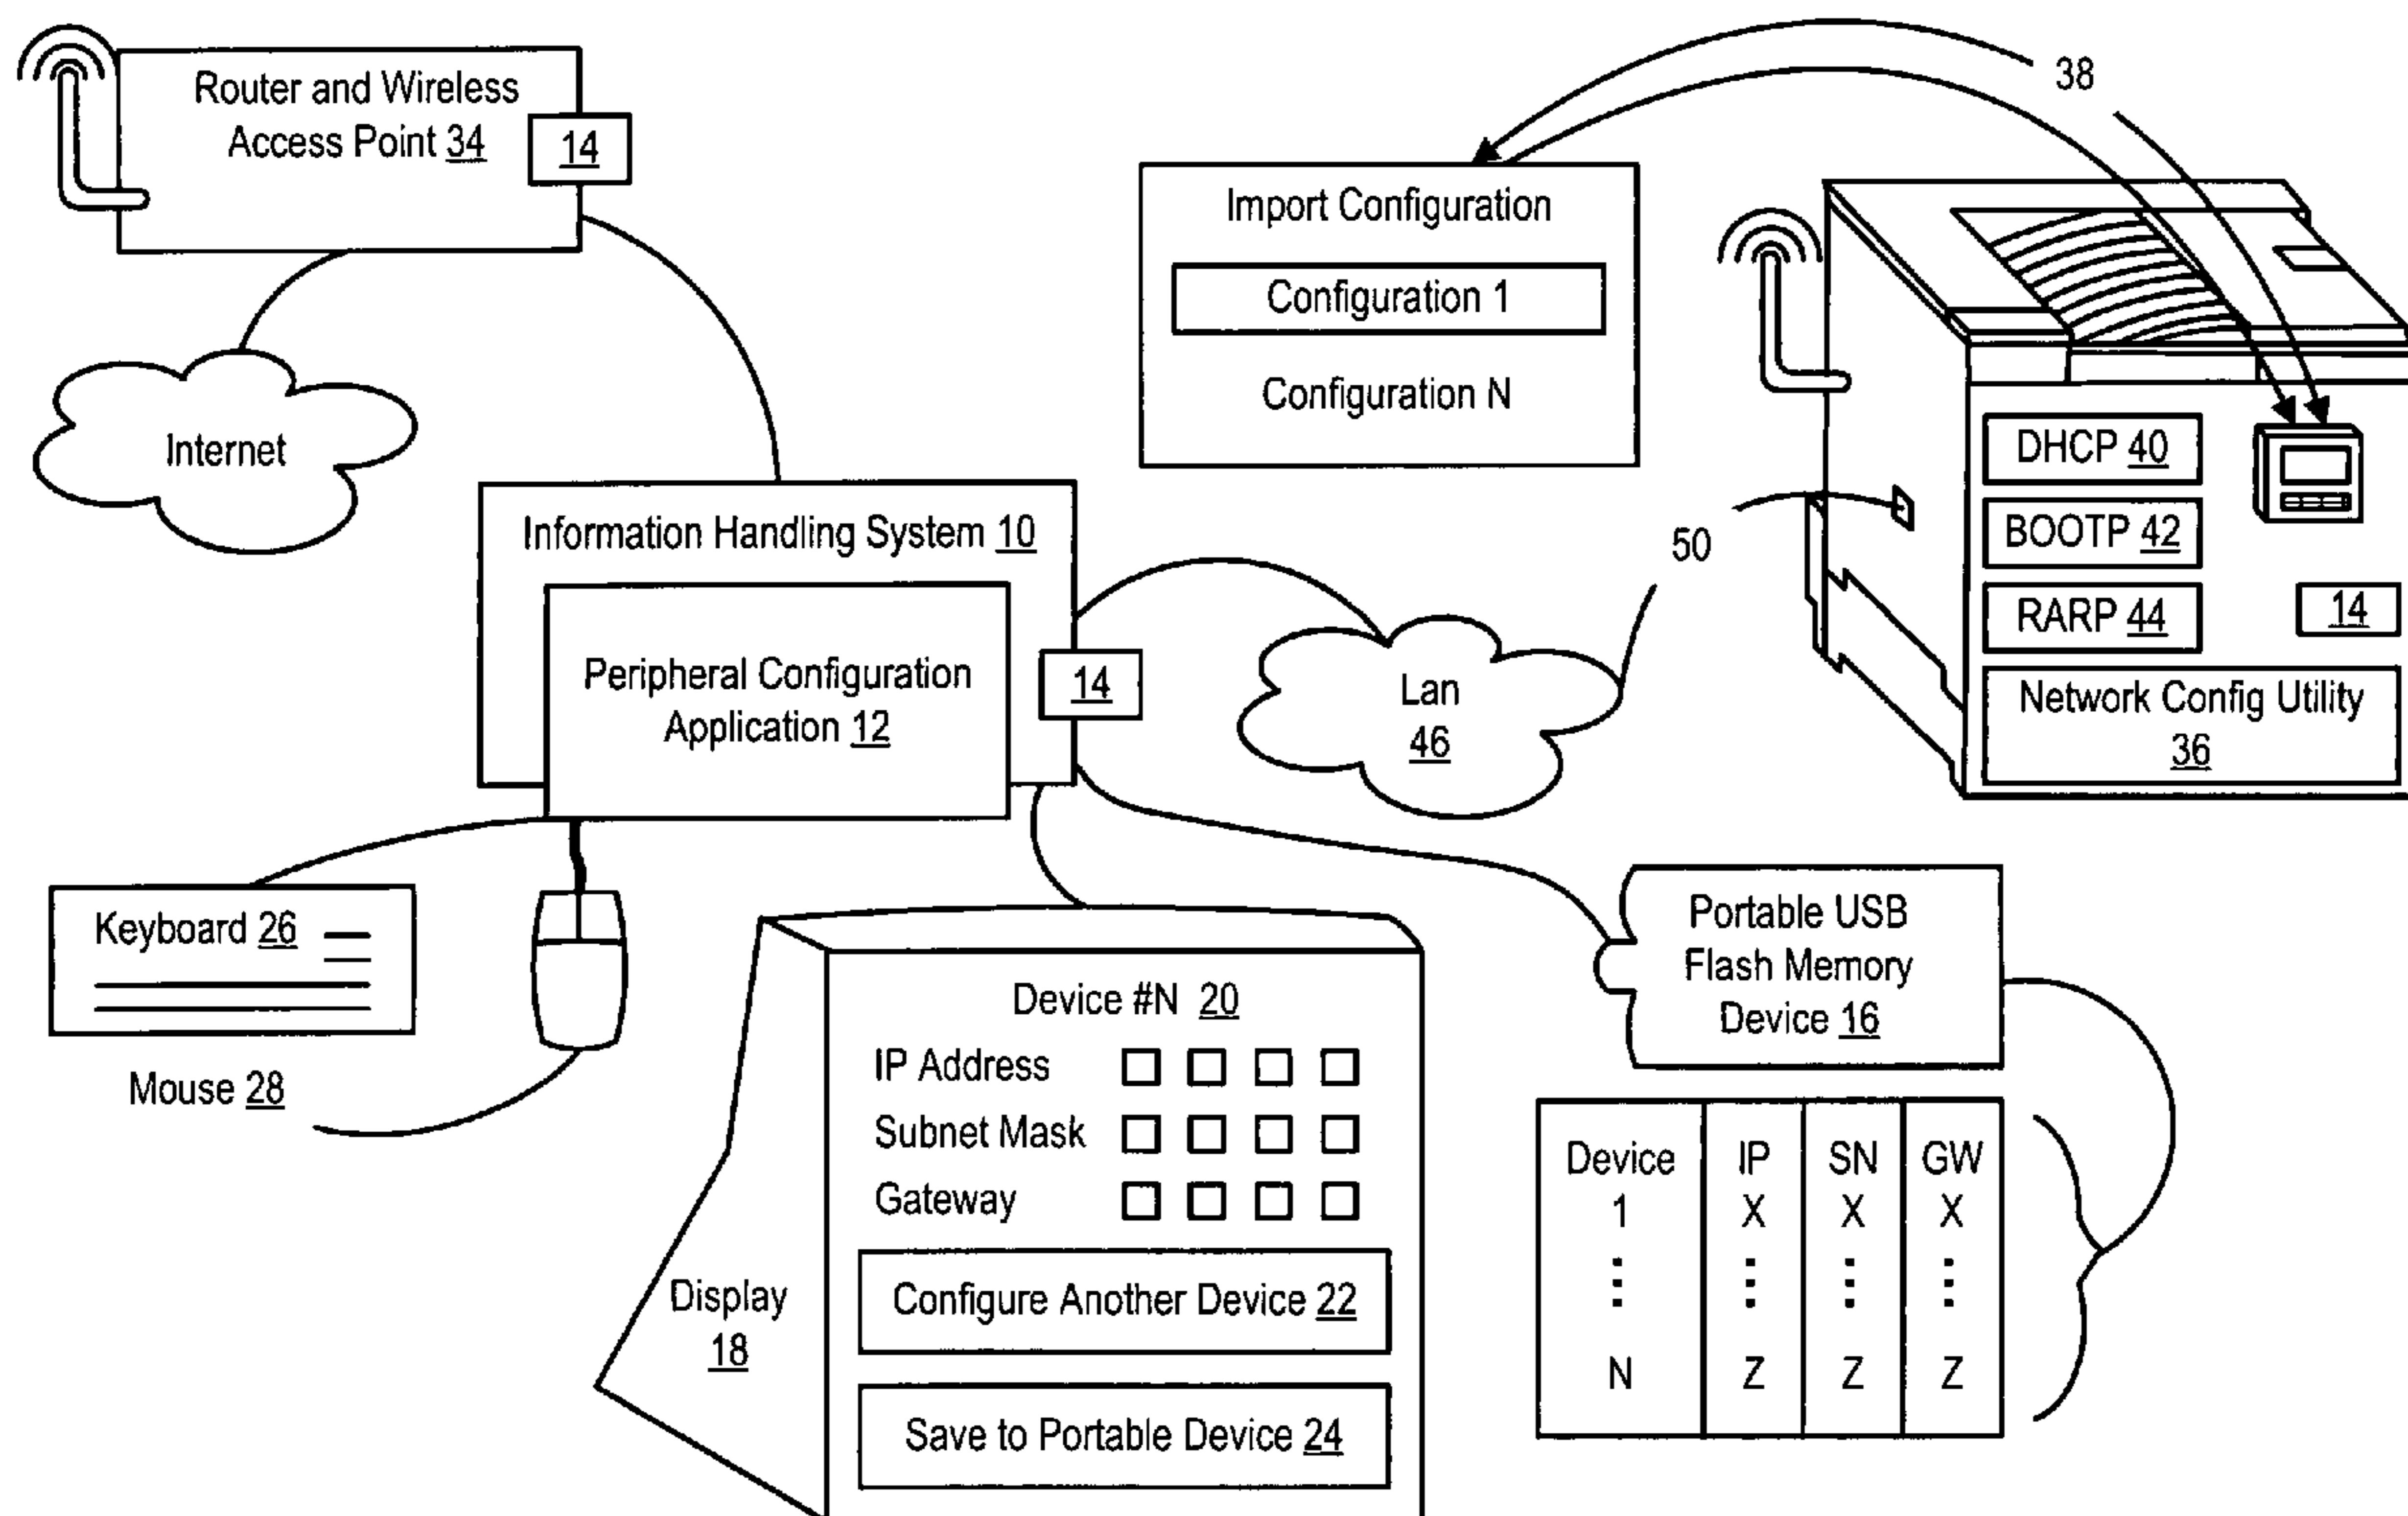 Router and Wireless
Access Point 34
14
38
Import Configuration
Configuration 1
Configuration N
Internet
DHCP 40
BOOTP 42
RARP 44
14
Network Config Utility
36
50
Information Handling System 10
Peripheral Configuration
Application 12
14
Lan
46
Keyboard 26
Mouse 28
Portable USB
Flash Memory
Device 16
Device #N 20
IP Address
Subnet Mask
Gateway
Configure Another Device 22
Save to Portable Device 24
Display
18
Device IP SN GW
1 X X X
N Z Z Z